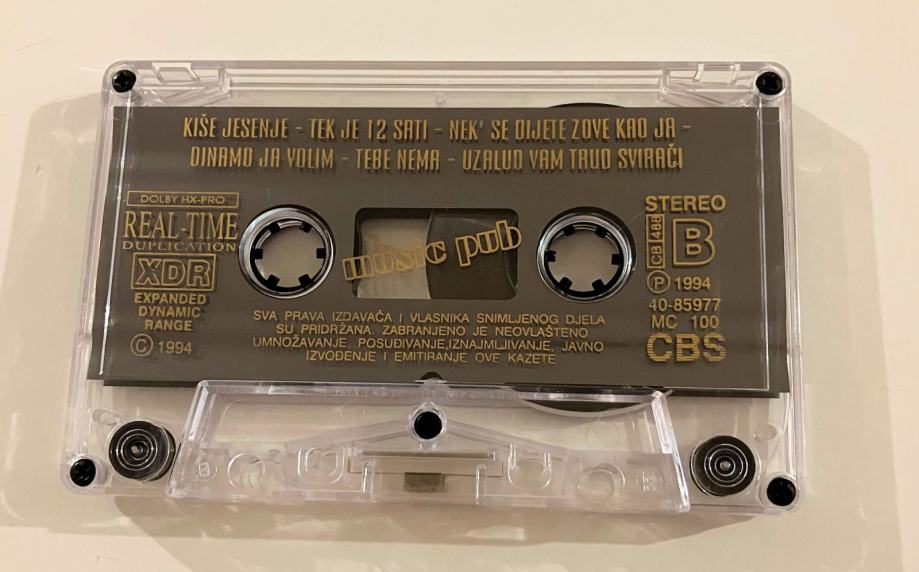 KIŠE JESENJE - TEK JE 12 SATI - NEK' SE DIJETE ZOVE KAO JA -
DINAMO JA VOLIM - TEBE NEMA - UZALUD VAM TRUD SVIRAČI
DOLBY HX-PRO
REAL-TIME
DUPLICATION
XDR
EXPANDED
DYNAMIC
RANGE
© 1994
music pub
STEREO
CB 488
B
Ⓟ 1994
40-85977
MC 100
CBS
SVA PRAVA IZDAVAČA I VLASNIKA SNIMLJENOG DJELA
SU PRIDRŽANA. ZABRANJENO JE NEOVLAŠTENO
UMNOŽAVANJE, POSUĐIVANJE,IZNAJMLJIVANJE, JAVNO
IZVOĐENJE I EMITIRANJE OVE KAZETE